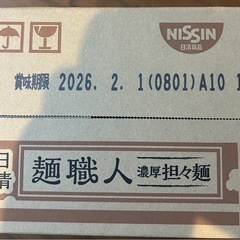 NISSIN
日清食品
賞味期限 2026. 2. 1(0801)A10 1
日清 麺職人 濃厚担々麺